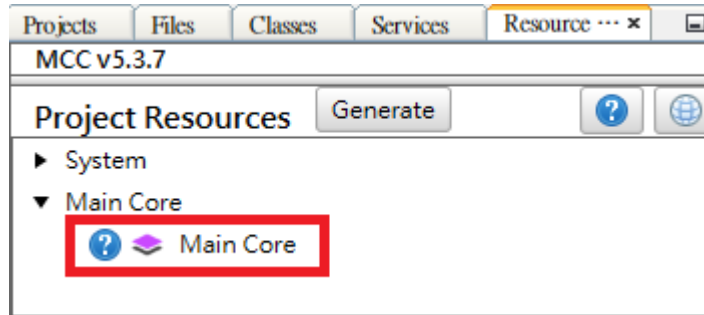 Projects Files Classes Services Resource ··· ×
MCC v5.3.7
Project Resources Generate ?
System
Main Core
? Main Core